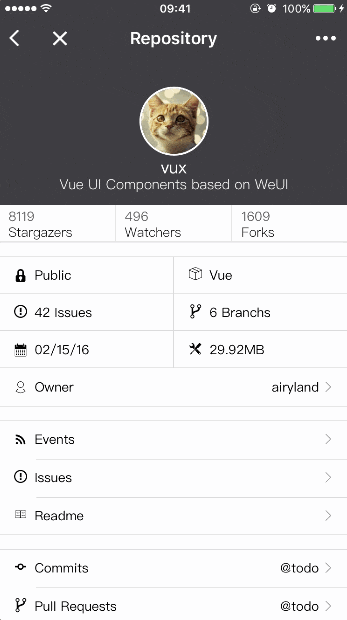 09:41 100%
Repository
vux
Vue UI Components based on WeUI
8119 496 1609
Stargazers Watchers Forks
Public Vue
42 Issues 6 Branchs
02/15/16 29.92MB
Owner airyland
Events
Issues
Readme
Commits @todo
Pull Requests @todo